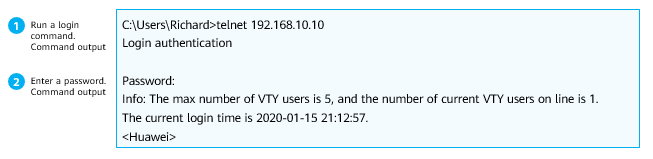 1 Run a login
command.
Command output
C:\Users\Richard>telnet 192.168.10.10
Login authentication
2 Enter a password.
Command output
Password:
Info: The max number of VTY users is 5, and the number of current VTY users on line is 1.
The current login time is 2020-01-15 21:12:57.
<Huawei>